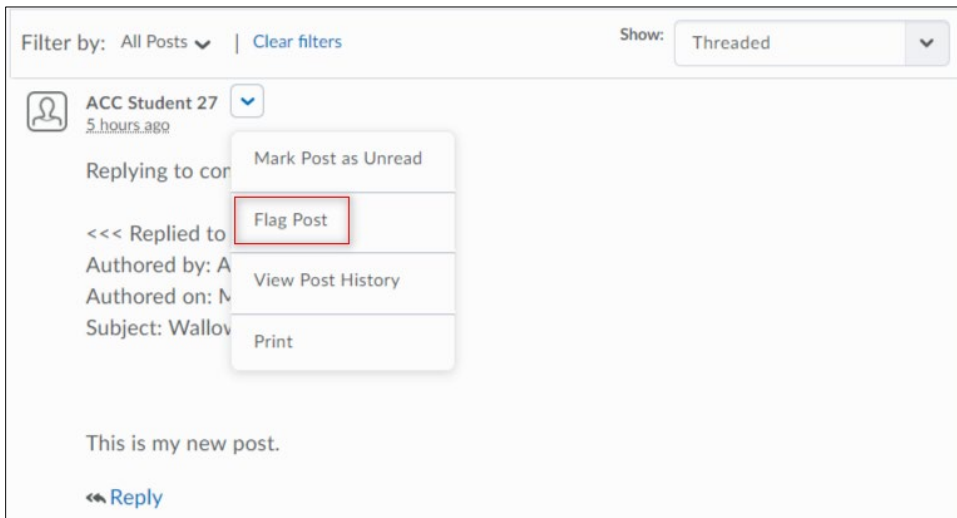 Filter by: All Posts | Clear filters Show: Threaded
ACC Student 27
5 hours ago
Mark Post as Unread
Replying to
Flag Post
<<< Replied to
Authored by: A
View Post History
Authored on:
Subject:
Print
This is my new post.
Reply